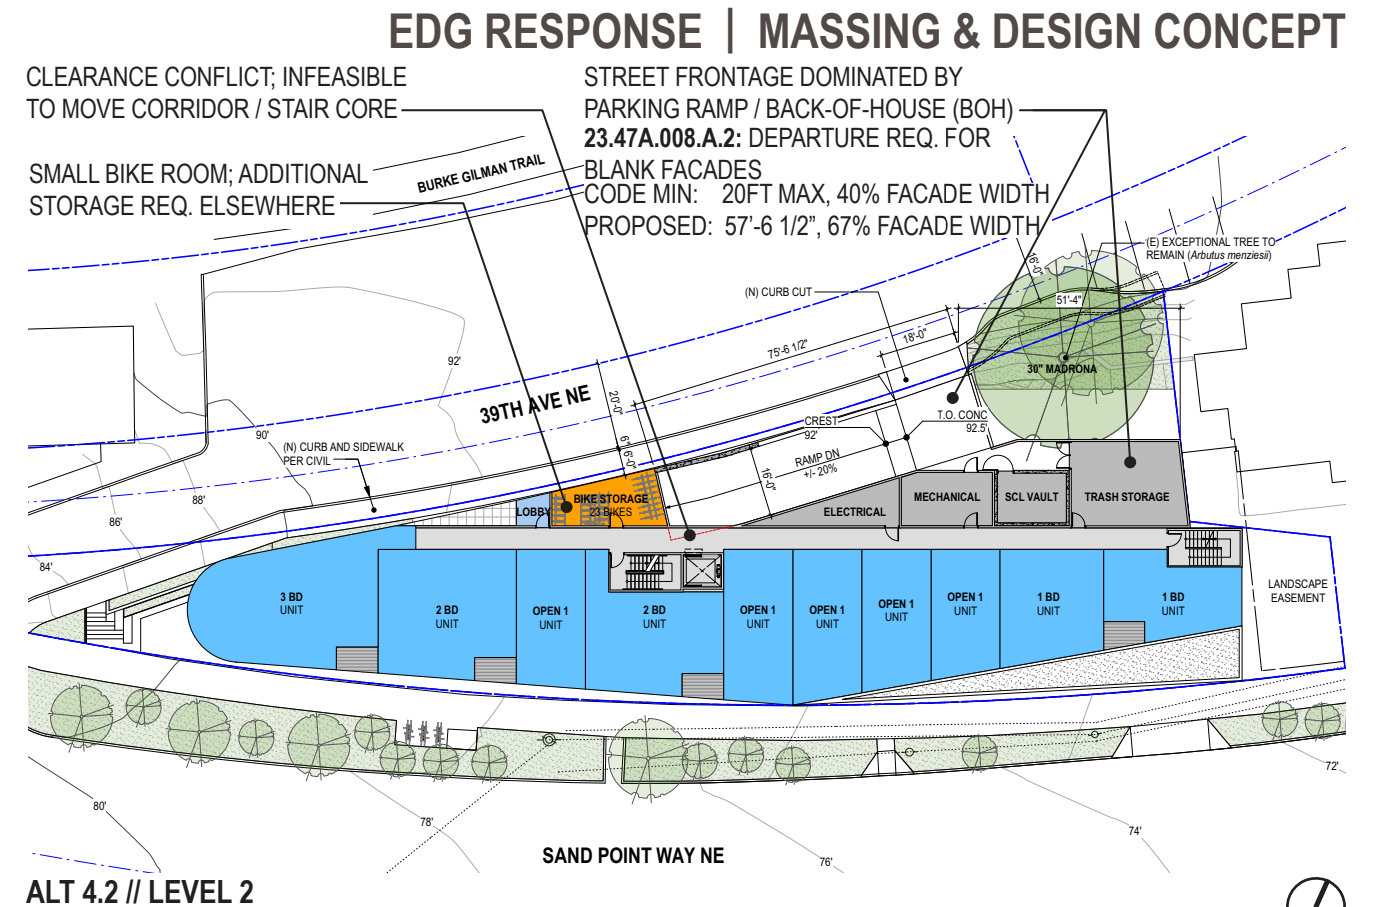 EDG RESPONSE | MASSING & DESIGN CONCEPT
CLEARANCE CONFLICT; INFEASIBLE
TO MOVE CORRIDOR / STAIR CORE
STREET FRONTAGE DOMINATED BY
PARKING RAMP / BACK-OF-HOUSE (BOH)
23.47A.008.A.2: DEPARTURE REQ. FOR
BLANK FACADES
CODE MIN: 20FT MAX, 40% FACADE WIDTH
PROPOSED: 57'-6 1/2", 67% FACADE WIDTH
SMALL BIKE ROOM; ADDITIONAL
STORAGE REQ. ELSEWHERE
BURKE GILMAN TRAIL
(E) EXCEPTIONAL TREE TO
REMAIN (Arbutus menziesii)
16'-0"
51'-4"
(N) CURB CUT
18'-0"
75'-6 1/2"
30" MADRONA
92'
39TH AVE NE
20'-0"
6"
6'-0"
CREST
92'
T.O. CONC
92.5'
RAMP DN
+/- 20%
16'-0"
90'
(N) CURB AND SIDEWALK
PER CIVIL
88'
86'
84'
LOBBY
BIKE STORAGE
23 BIKES
ELECTRICAL
MECHANICAL
SCL VAULT
TRASH STORAGE
3 BD
UNIT
2 BD
UNIT
OPEN 1
UNIT
2 BD
UNIT
OPEN 1
UNIT
OPEN 1
UNIT
OPEN 1
UNIT
OPEN 1
UNIT
1 BD
UNIT
1 BD
UNIT
LANDSCAPE
EASEMENT
80'
78'
76'
74'
72'
SAND POINT WAY NE
ALT 4.2 // LEVEL 2